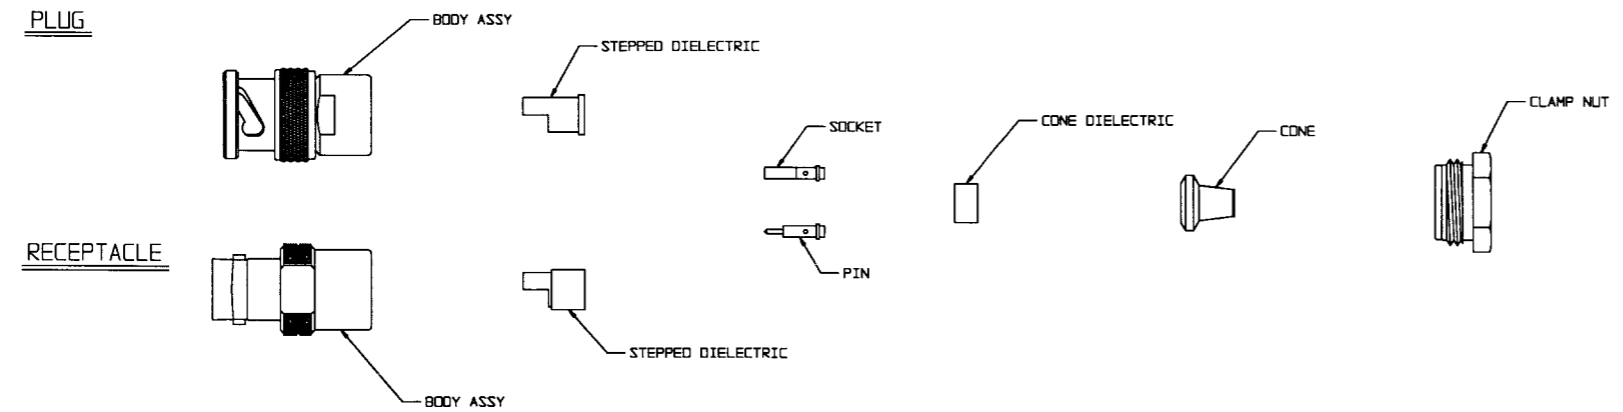 PLUG
BODY ASSY
STEPPED DIELECTRIC
SOCKET
CONE DIELECTRIC
CONE
CLAMP NUT
RECEPTACLE
PIN
STEPPED DIELECTRIC
BODY ASSY